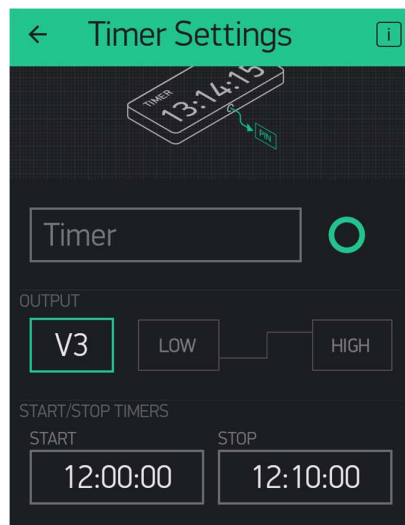 Timer Settings
i
TIMER
13:14:15
PIN
Timer
OUTPUT
V3 LOW HIGH
START/STOP TIMERS
START STOP
12:00:00 12:10:00